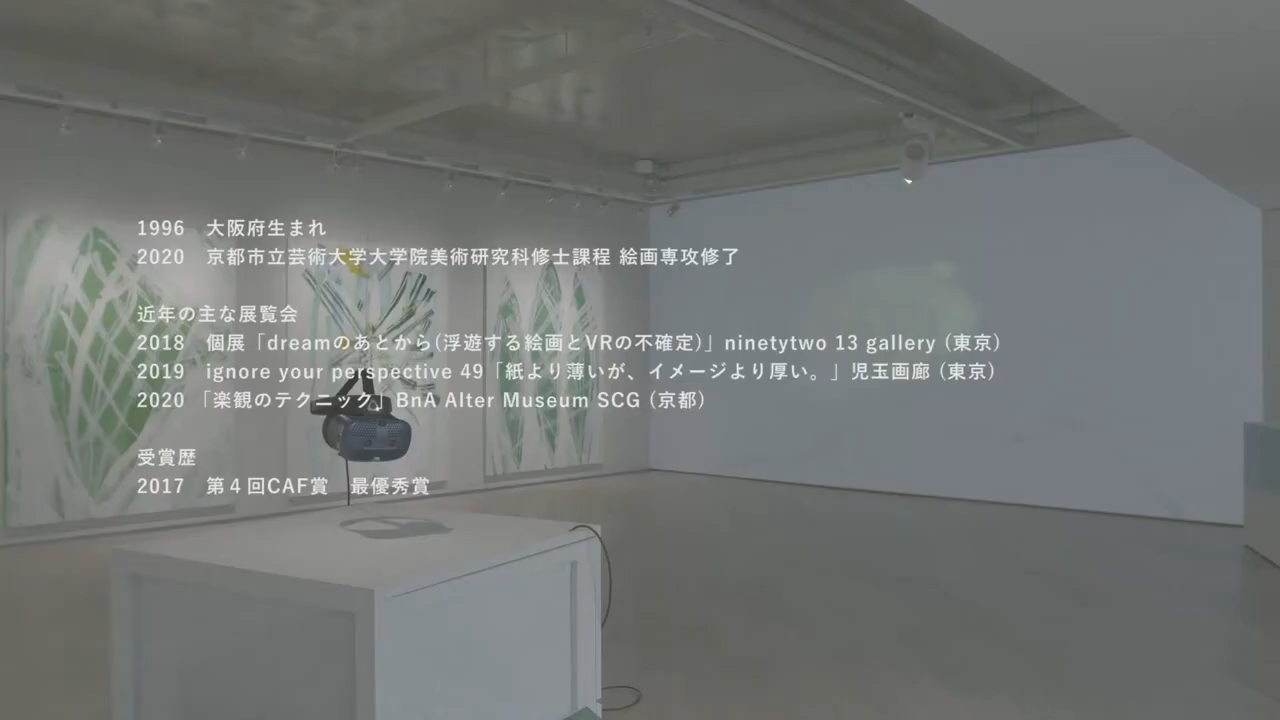 1996　大阪府生まれ
2020　京都市立芸術大学大学院美術研究科修士課程 絵画専攻修了
近年の主な展覧会
2018　個展「dreamのあとから(浮遊する絵画とVRの不確定)」ninetytwo 13 gallery (東京)
2019　ignore your perspective 49「紙より薄いが、イメージより厚い。」児玉画廊 (東京)
2020 「楽観のテクニック」BnA Alter Museum SCG (京都)
受賞歴
2017　第４回CAF賞　最優秀賞